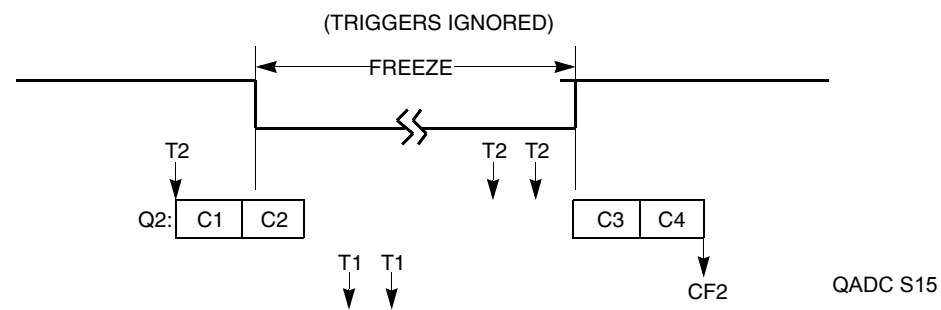 (TRIGGERS IGNORED)
FREEZE
T2
T2 T2
Q2: C1 C2
C3 C4
T1 T1
CF2
QADC S15